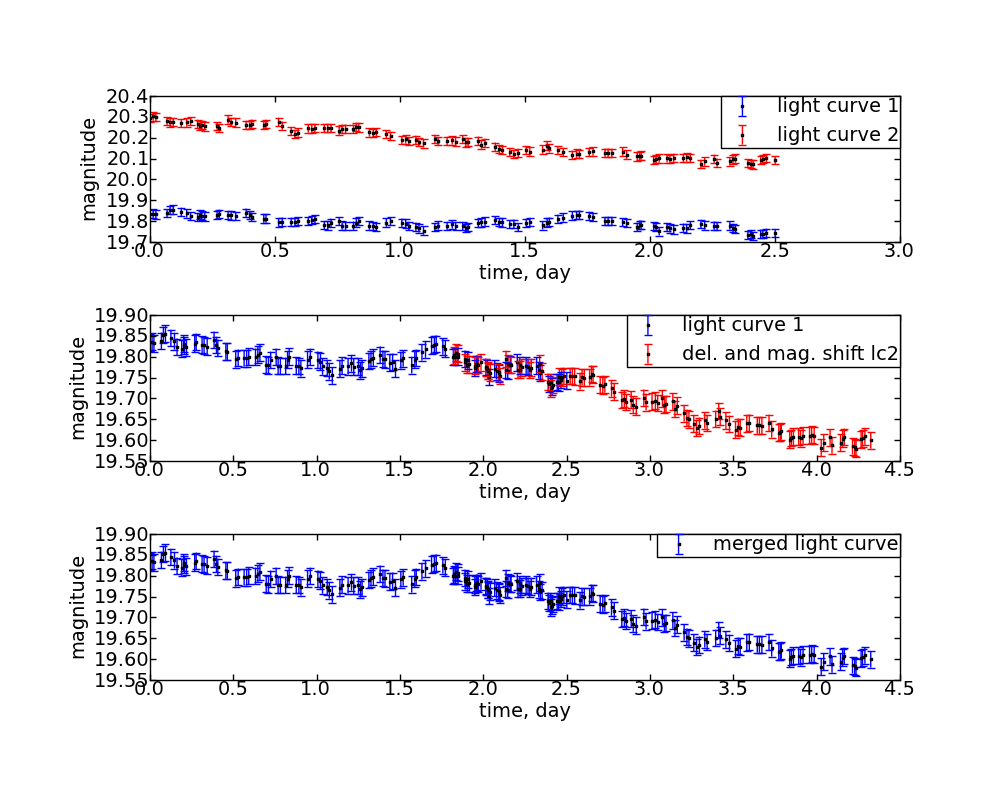 20.4
20.3
20.2
20.1
20.0
19.9
19.8
19.7
magnitude
light curve 1
light curve 2
0.0 0.5 1.0 1.5 2.0 2.5 3.0
time, day
19.90
19.85
19.80
19.75
19.70
19.65
19.60
19.55
magnitude
light curve 1
del. and mag. shift lc2
0.0 0.5 1.0 1.5 2.0 2.5 3.0 3.5 4.0 4.5
time, day
19.90
19.85
19.80
19.75
19.70
19.65
19.60
19.55
magnitude
merged light curve
0.0 0.5 1.0 1.5 2.0 2.5 3.0 3.5 4.0 4.5
time, day